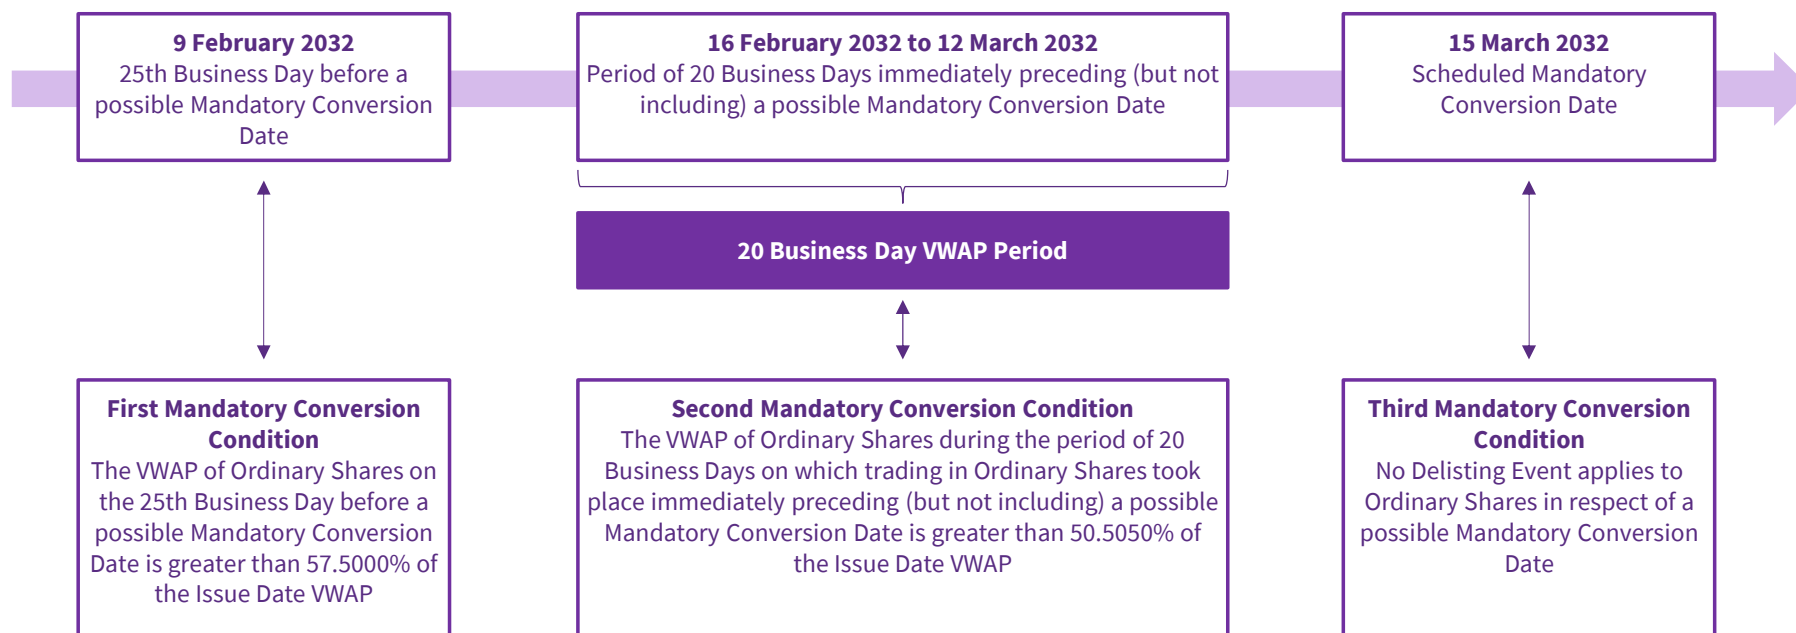 9 February 2032
25th Business Day before a
possible Mandatory Conversion
Date
16 February 2032 to 12 March 2032
Period of 20 Business Days immediately preceding (but not
including) a possible Mandatory Conversion Date
15 March 2032
Scheduled Mandatory
Conversion Date
20 Business Day VWAP Period
First Mandatory Conversion
Condition
The VWAP of Ordinary Shares on
the 25th Business Day before a
possible Mandatory Conversion
Date is greater than 57.5000% of
the Issue Date VWAP
Second Mandatory Conversion Condition
The VWAP of Ordinary Shares during the period of 20
Business Days on which trading in Ordinary Shares took
place immediately preceding (but not including) a possible
Mandatory Conversion Date is greater than 50.5050% of
the Issue Date VWAP
Third Mandatory Conversion
Condition
No Delisting Event applies to
Ordinary Shares in respect of a
possible Mandatory Conversion
Date